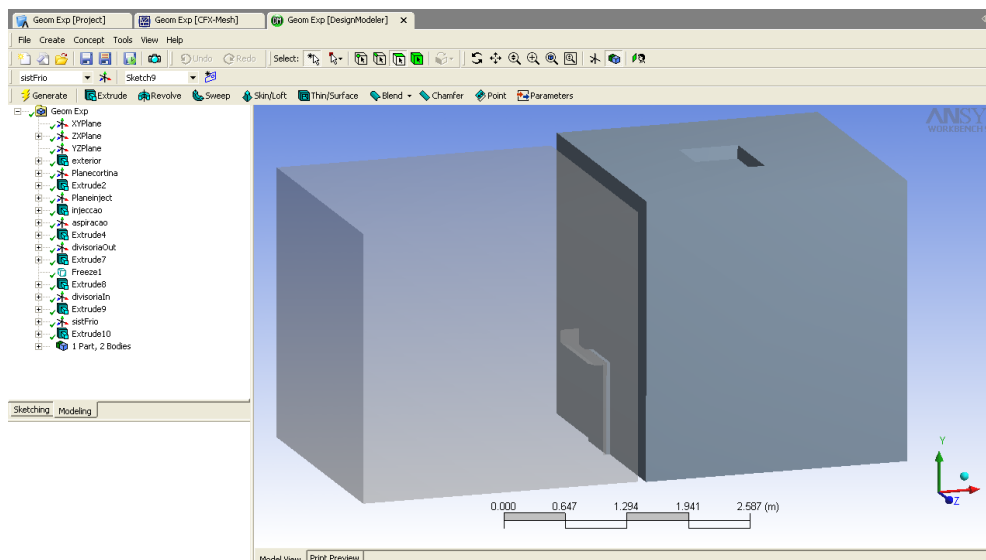 Geom Exp [Project] Geom Exp [CFX-Mesh] Geom Exp [DesignModeler]
File Create Concept Tools View Help
Undo Redo Select:
sistFrio Sketch9
Generate Extrude Revolve Sweep Skin/Loft Thin/Surface Blend Chamfer Point Parameters
Geom Exp
XYPlane
ZXPlane
YZPlane
exterior
Planecortina
Extrude2
Planeinject
injeccao
aspiracao
Extrude4
divisoriaOut
Extrude7
Freeze1
Extrude8
divisoriaIn
Extrude9
sistFrio
Extrude10
1 Part, 2 Bodies
Sketching Modeling
ANSY
WORKBENCH
Y
Z
0.000 0.647 1.294 1.941 2.587 (m)
Model View Print Preview